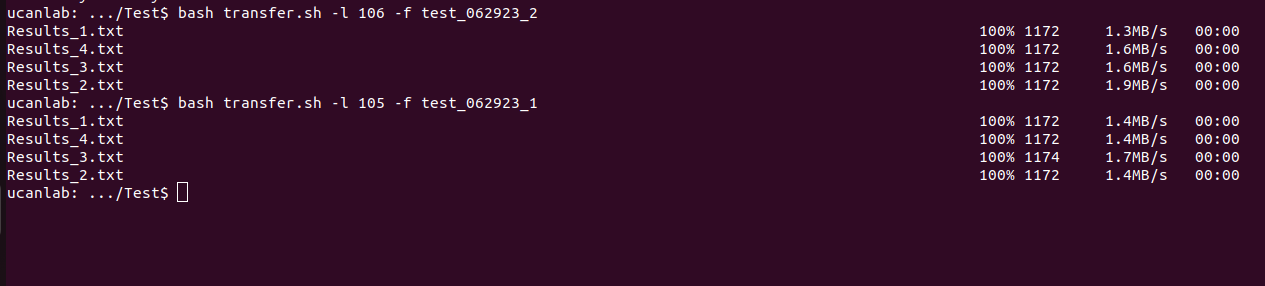 ucanlab: .../Test$ bash transfer.sh -l 106 -f test_062923_2
Results_1.txt 100% 1172 1.3MB/s 00:00
Results_4.txt 100% 1172 1.6MB/s 00:00
Results_3.txt 100% 1172 1.6MB/s 00:00
Results_2.txt 100% 1172 1.9MB/s 00:00
ucanlab: .../Test$ bash transfer.sh -l 105 -f test_062923_1
Results_1.txt 100% 1172 1.4MB/s 00:00
Results_4.txt 100% 1172 1.4MB/s 00:00
Results_3.txt 100% 1174 1.7MB/s 00:00
Results_2.txt 100% 1172 1.4MB/s 00:00
ucanlab: .../Test$